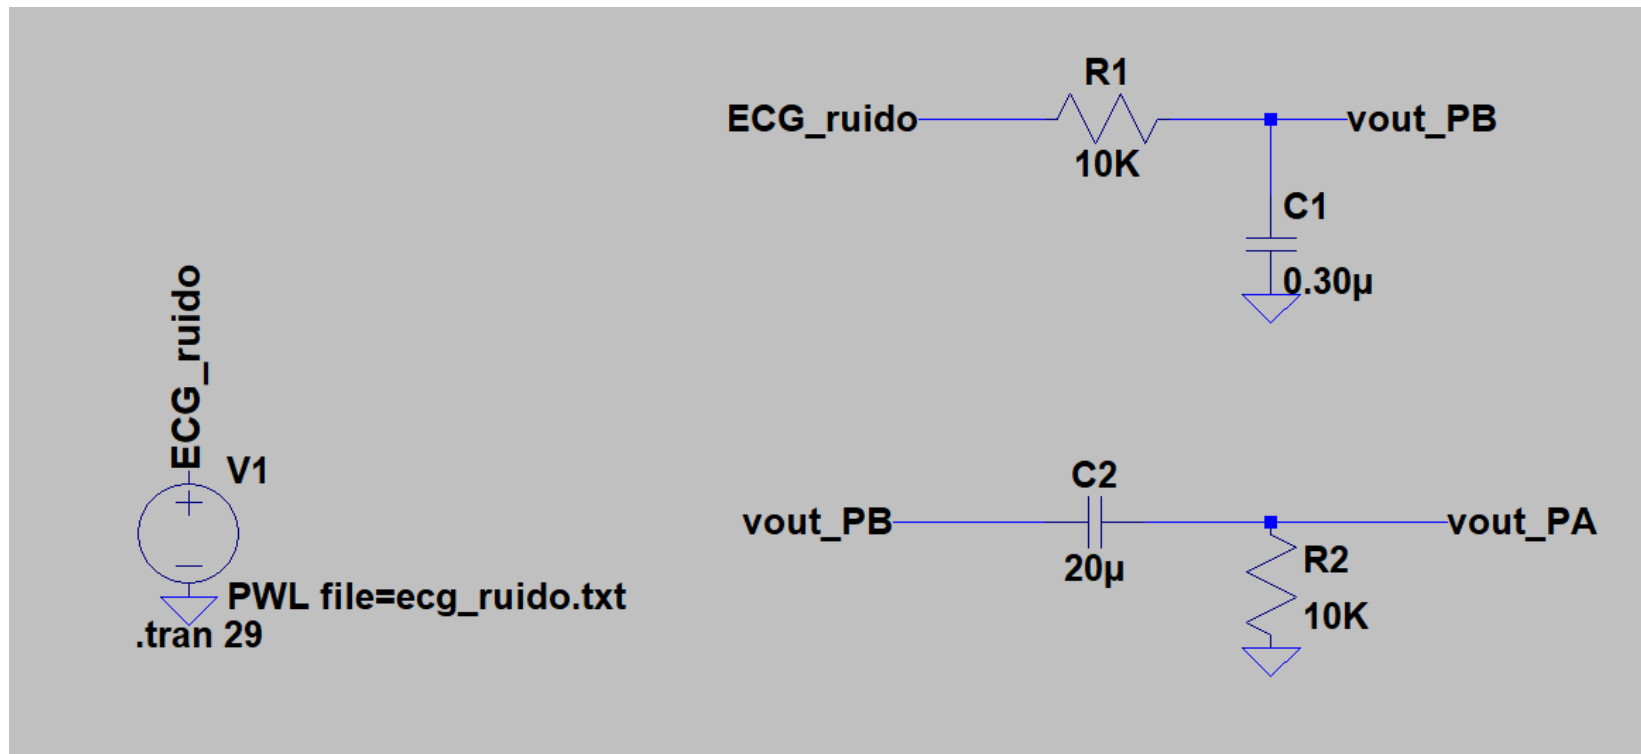 R1
ECG_ruido
vout_PB
10K
C1
0.30µ
ECG_ruido
V1
PWL file=ecg_ruido.txt
.tran 29
C2
vout_PB
vout_PA
20µ
R2
10K